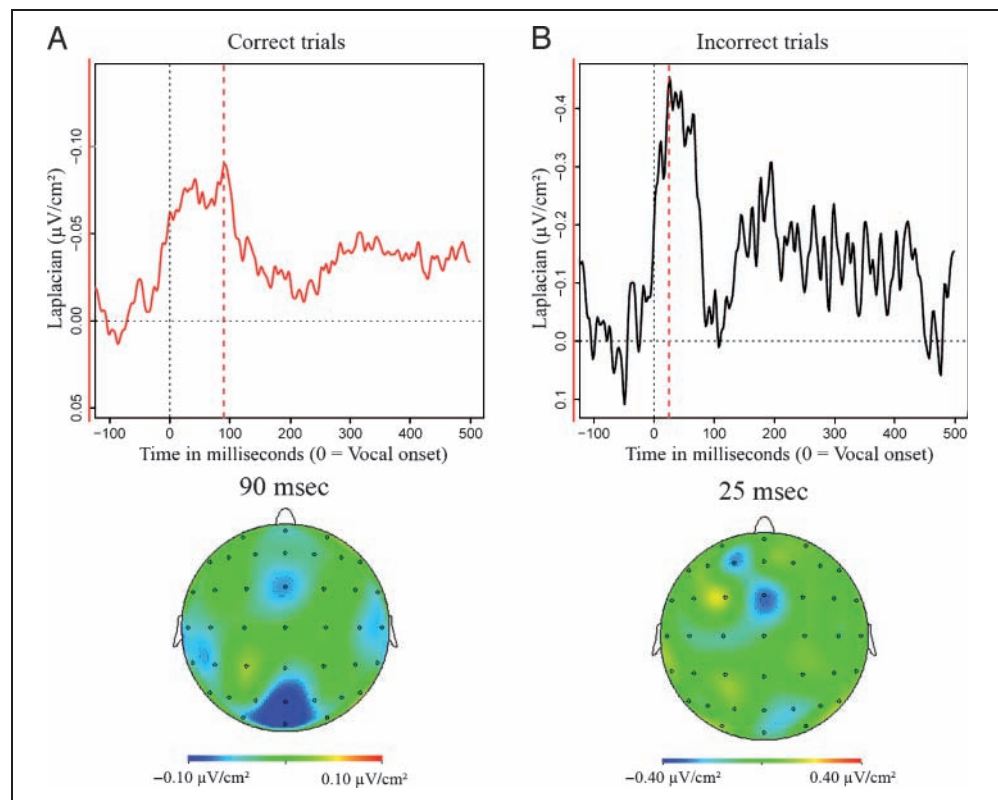 A
Correct trials
Laplacian (µV/cm²)
−0.10
−0.05
0.00
0.05
−100 0 100 200 300 400 500
Time in milliseconds (0 = Vocal onset)
90 msec
−0.10 µV/cm² 0.10 µV/cm²
B
Incorrect trials
Laplacian (µV/cm²)
−0.4
−0.3
−0.2
−0.1
0.0
0.1
−100 0 100 200 300 400 500
Time in milliseconds (0 = Vocal onset)
25 msec
−0.40 µV/cm² 0.40 µV/cm²